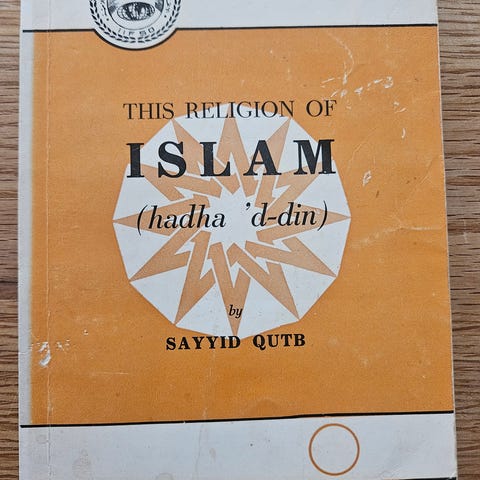 I.I.F.S.O.
THIS RELIGION OF
ISLAM
(hadha 'd-din)
by
SAYYID QUTB